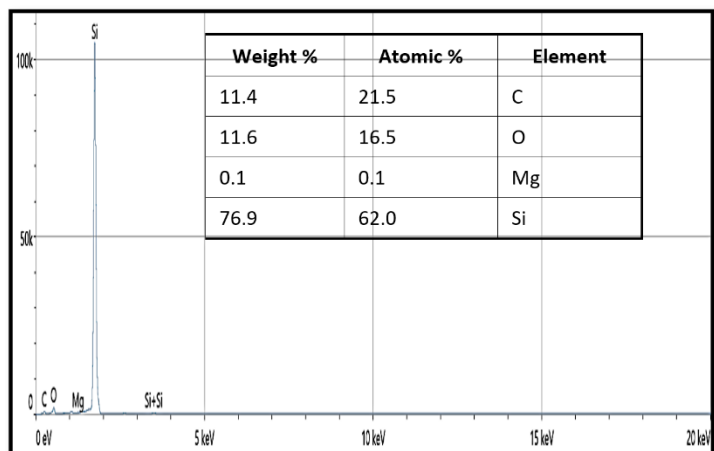 Si
100k
Weight % Atomic % Element
11.4 21.5 C
11.6 16.5 O
0.1 0.1 Mg
76.9 62.0 Si
50k
0 C O Mg Si+Si
0 eV 5 keV 10 keV 15 keV 20 keV